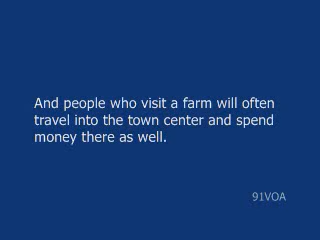 And people who visit a farm will often
travel into the town center and spend
money there as well.
91VOA